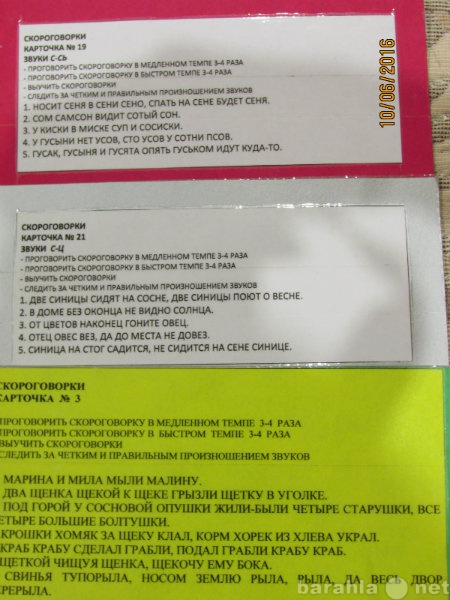 СКОРОГОВОРКИ
КАРТОЧКА № 19
ЗВУКИ С-СЬ
- ПРОГОВОРИТЬ СКОРОГОВОРКУ В МЕДЛЕННОМ ТЕМПЕ 3-4 РАЗА
- ПРОГОВОРИТЬ СКОРОГОВОРКУ В БЫСТРОМ ТЕМПЕ 3-4 РАЗА
- ВЫУЧИТЬ СКОРОГОВОРКИ
- СЛЕДИТЬ ЗА ЧЕТКИМ И ПРАВИЛЬНЫМ ПРОИЗНОШЕНИЕМ ЗВУКОВ
1. НОСИТ СЕНЯ В СЕНИ СЕНО, СПАТЬ НА СЕНЕ БУДЕТ СЕНЯ.
2. СОМ САМСОН ВИДИТ СОТЫЙ СОН.
3. У КИСКИ В МИСКЕ СУП И СОСИСКИ.
4. У ГУСЫНИ НЕТ УСОВ, СТО УСОВ У СОТНИ ПСОВ.
5. ГУСАК, ГУСЫНЯ И ГУСЯТА ОПЯТЬ ГУСЬКОМ ИДУТ КУДА-ТО.
10/06/2016
СКОРОГОВОРКИ
КАРТОЧКА № 21
ЗВУКИ С-Ц
- ПРОГОВОРИТЬ СКОРОГОВОРКУ В МЕДЛЕННОМ ТЕМПЕ 3-4 РАЗА
- ПРОГОВОРИТЬ СКОРОГОВОРКУ В БЫСТРОМ ТЕМПЕ 3-4 РАЗА
- ВЫУЧИТЬ СКОРОГОВОРКИ
- СЛЕДИТЬ ЗА ЧЕТКИМ И ПРАВИЛЬНЫМ ПРОИЗНОШЕНИЕМ ЗВУКОВ
1. ДВЕ СИНИЦЫ СИДЯТ НА СОСНЕ, ДВЕ СИНИЦЫ ПОЮТ О ВЕСНЕ.
2. В ДОМЕ БЕЗ ОКОНЦА НЕ ВИДНО СОЛНЦА.
3. ОТ ЦВЕТОВ НАКОНЕЦ ГОНИТЕ ОВЕЦ.
4. ОТЕЦ ОВЕС ВЕЗ, ДА ДО МЕСТА НЕ ДОВЕЗ.
5. СИНИЦА НА СТОГ САДИТСЯ, НЕ СИДИТСЯ НА СЕНЕ СИНИЦЕ.
СКОРОГОВОРКИ
КАРТОЧКА № 3
ПРОГОВОРИТЬ СКОРОГОВОРКУ В МЕДЛЕННОМ ТЕМПЕ 3-4 РАЗА
ПРОГОВОРИТЬ СКОРОГОВОРКУ В БЫСТРОМ ТЕМПЕ 3-4 РАЗА
ВЫУЧИТЬ СКОРОГОВОРКИ
СЛЕДИТЬ ЗА ЧЕТКИМ И ПРАВИЛЬНЫМ ПРОИЗНОШЕНИЕМ ЗВУКОВ
МАРИНА И МИЛА МЫЛИ МАЛИНУ.
ДВА ЩЕНКА ЩЕКОЙ К ЩЕКЕ ГРЫЗЛИ ЩЕТКУ В УГОЛКЕ.
ПОД ГОРОЙ У СОСНОВОЙ ОПУШКИ ЖИЛИ-БЫЛИ ЧЕТЫРЕ СТАРУШКИ, ВСЕ
ЧЕТЫРЕ БОЛЬШИЕ БОЛТУШКИ.
КРОШКИ ХОМЯК ЗА ЩЕКУ КЛАЛ, КОРМ ХОРЕК ИЗ ХЛЕВА УКРАЛ.
КРАБ КРАБУ СДЕЛАЛ ГРАБЛИ, ПОДАЛ ГРАБЛИ КРАБУ КРАБ.
ЩЕТКОЙ ЧИЩУЯ ЩЕНКА, ЩЕКОЧУ ЕМУ БОКА.
СВИНЬЯ ТУПОРЫЛА, НОСОМ ЗЕМЛЮ РЫЛА, РЫЛА, ДА ВЕСЬ ДВОР
ПЕРЕРЫЛА.
barahla.net